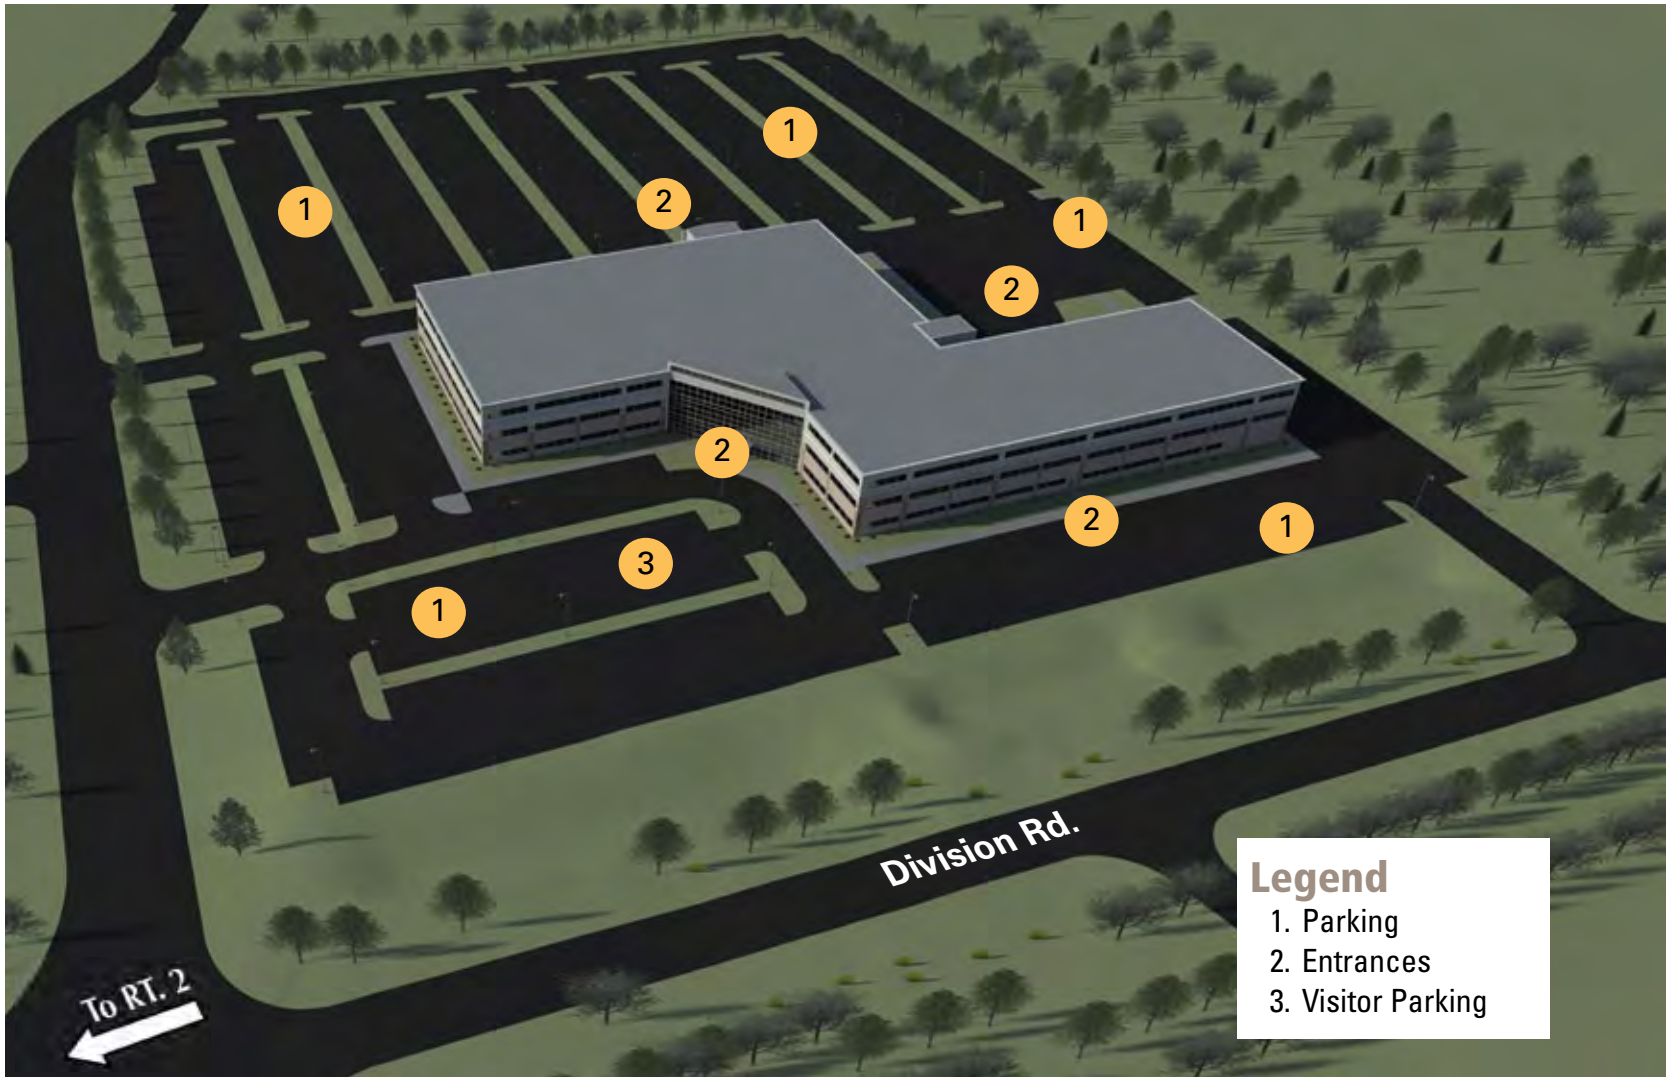 1
1
2
1
2
2
2
1
3
1
Division Rd.
To RT. 2
Legend
1. Parking
2. Entrances
3. Visitor Parking